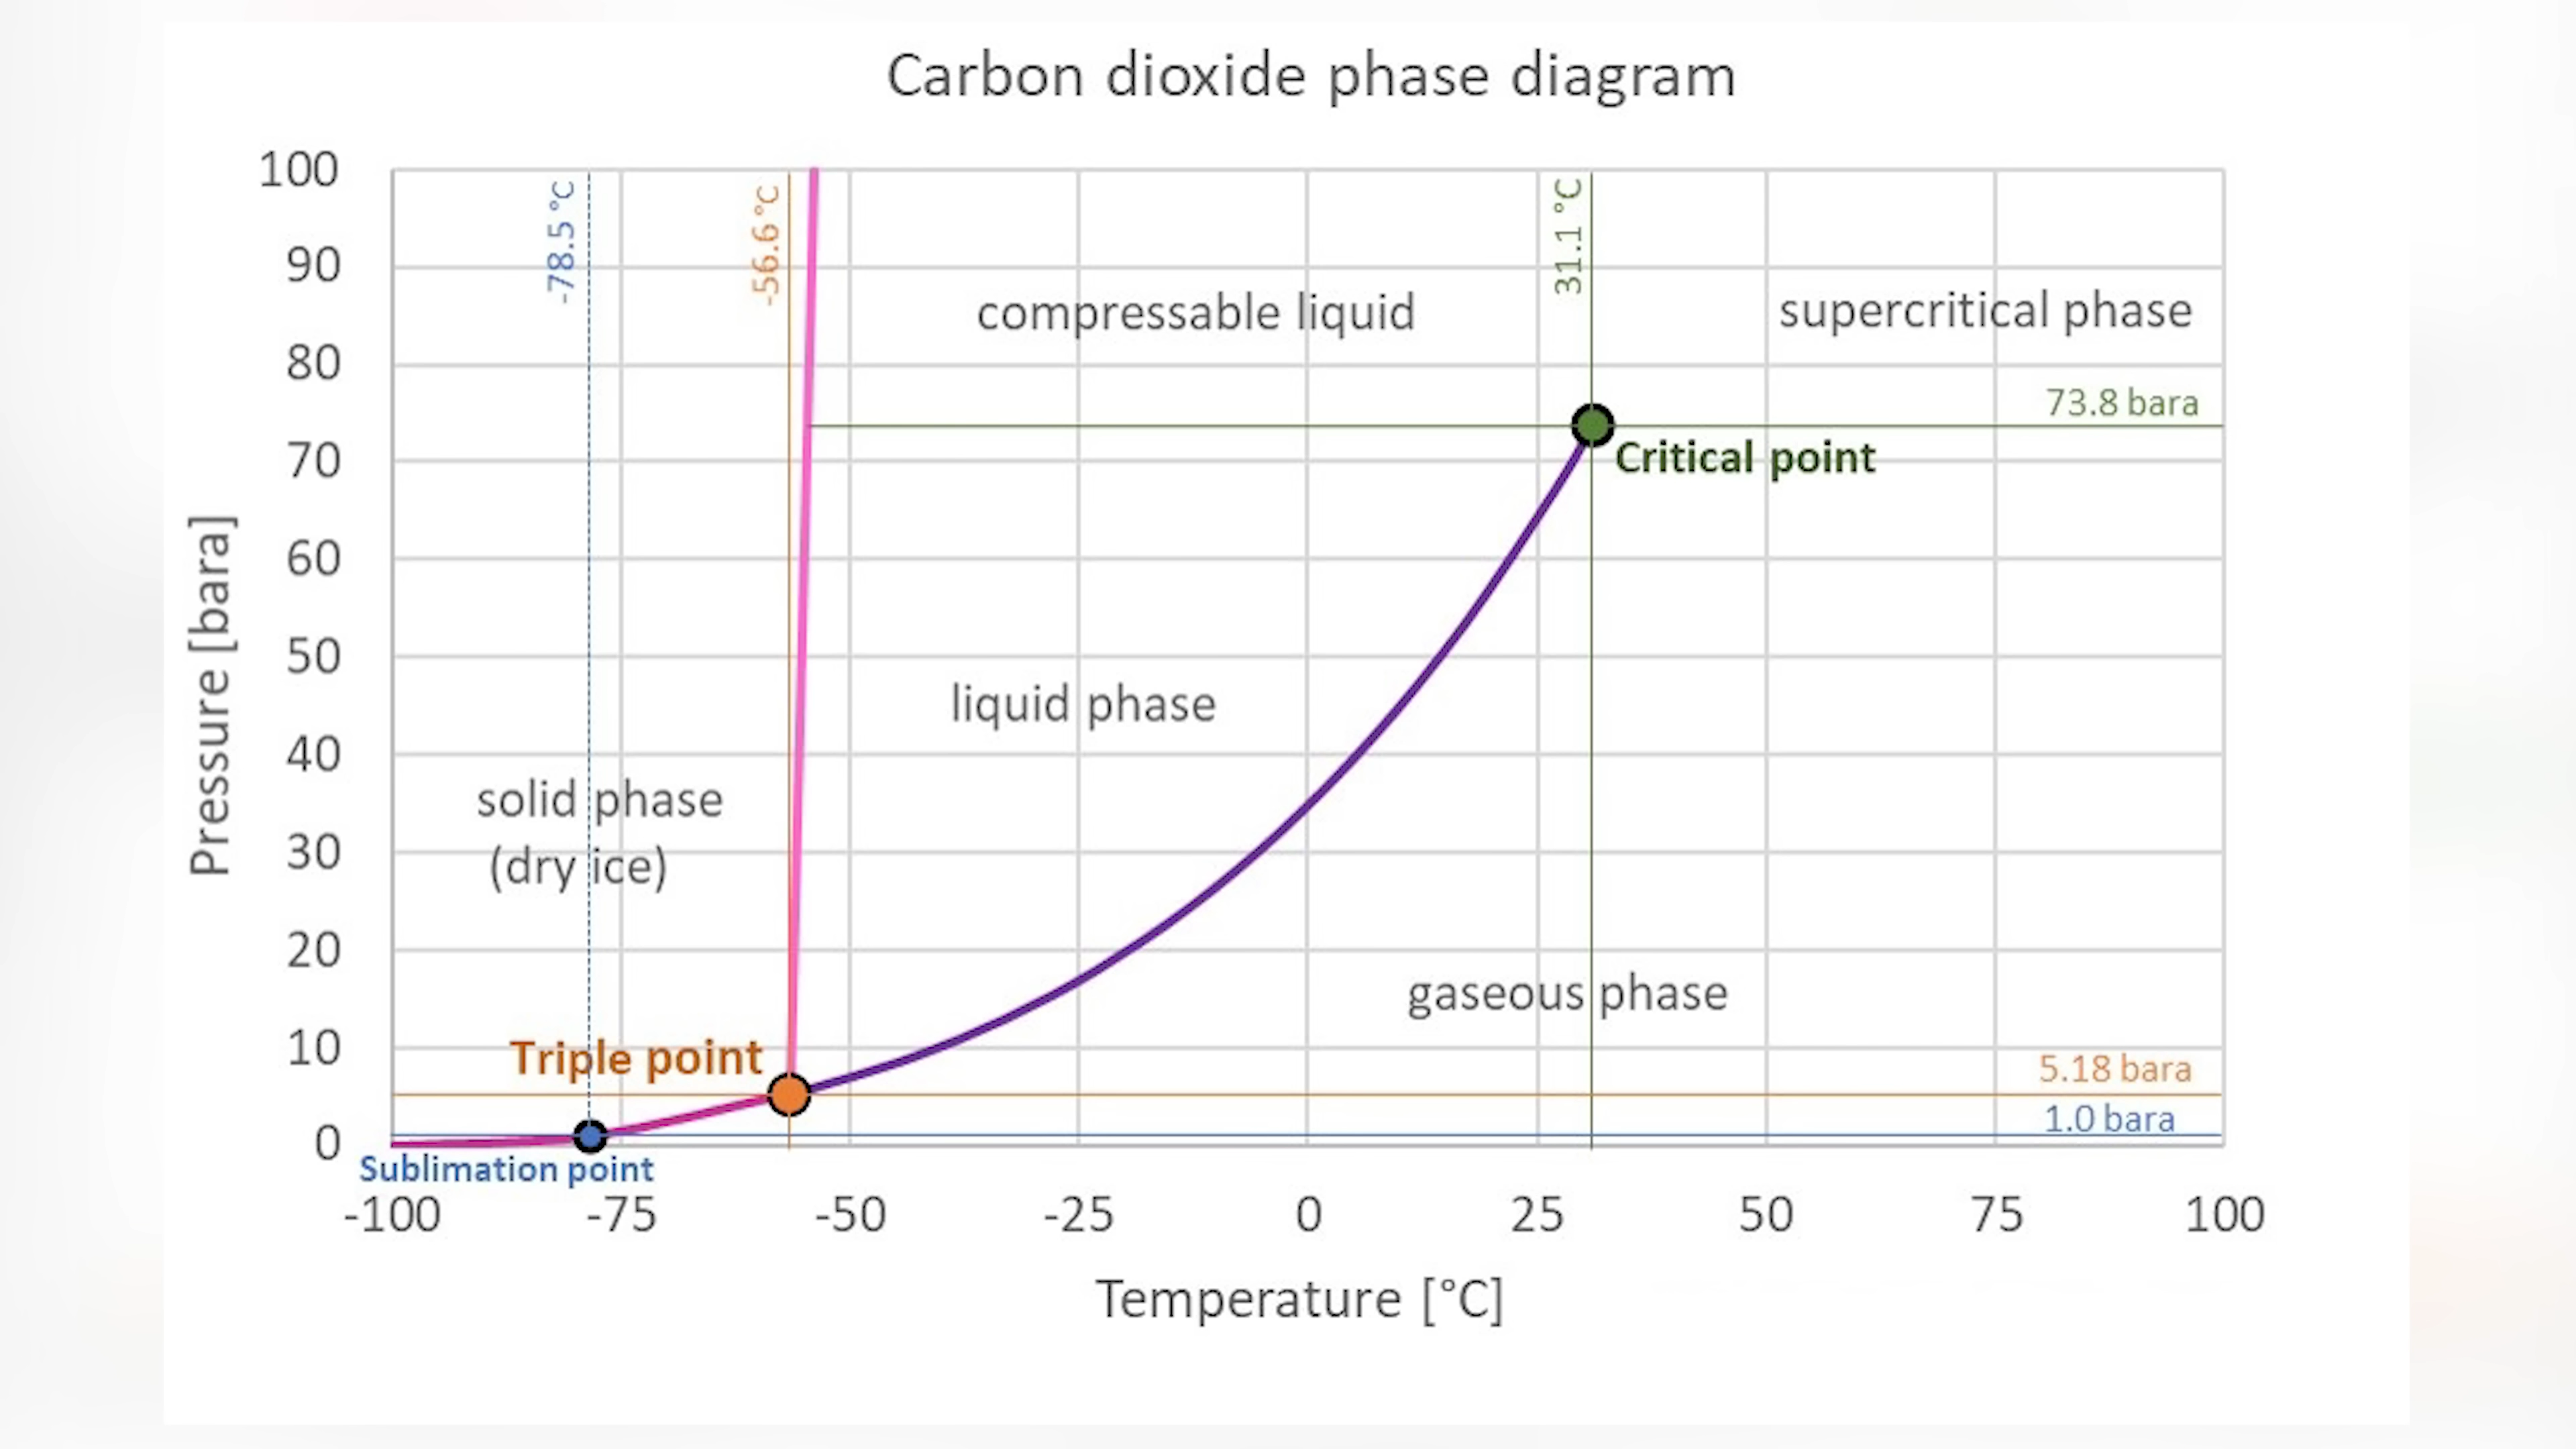 Carbon dioxide phase diagram
100
90
80
70
60
50
40
30
20
10
0
Pressure [bara]
-78.5 °C
-56.6 °C
31.1 °C
compressable liquid
supercritical phase
73.8 bara
Critical point
liquid phase
solid phase
(dry ice)
gaseous phase
Triple point
5.18 bara
1.0 bara
Sublimation point
-100 -75 -50 -25 0 25 50 75 100
Temperature [°C]